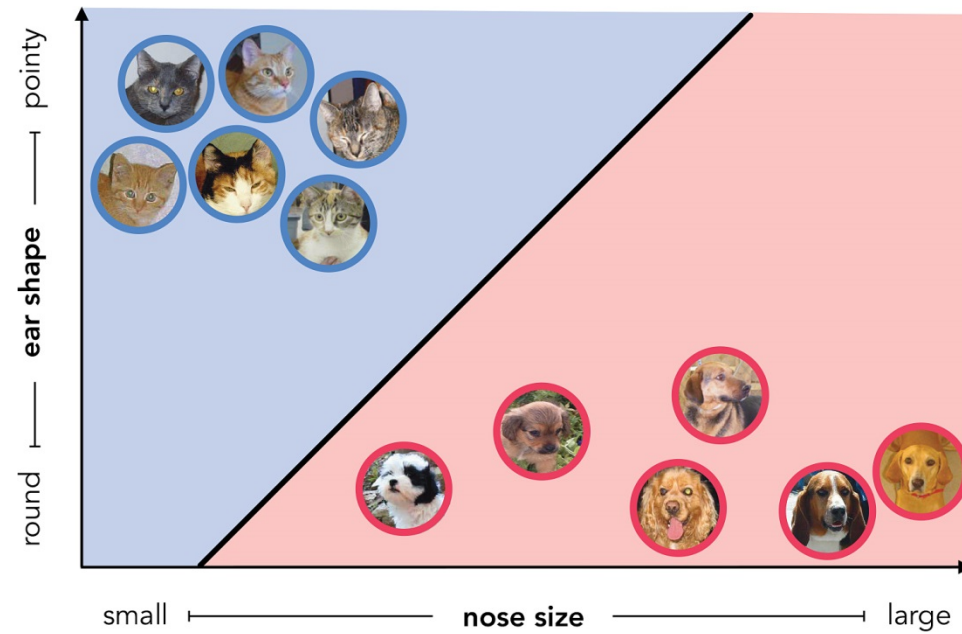 pointy
ear shape
round
small
nose size
large